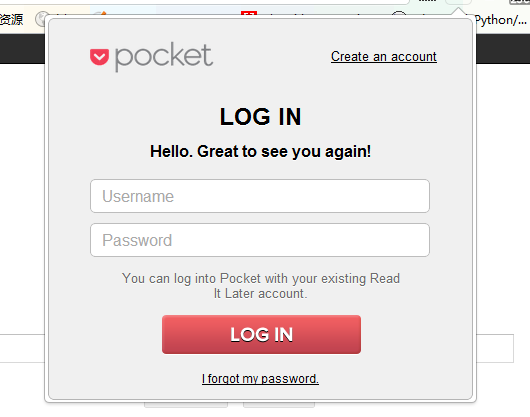 资源
Python/...
pocket
Create an account
LOG IN
Hello. Great to see you again!
Username
Password
You can log into Pocket with your existing Read
It Later account.
LOG IN
I forgot my password.